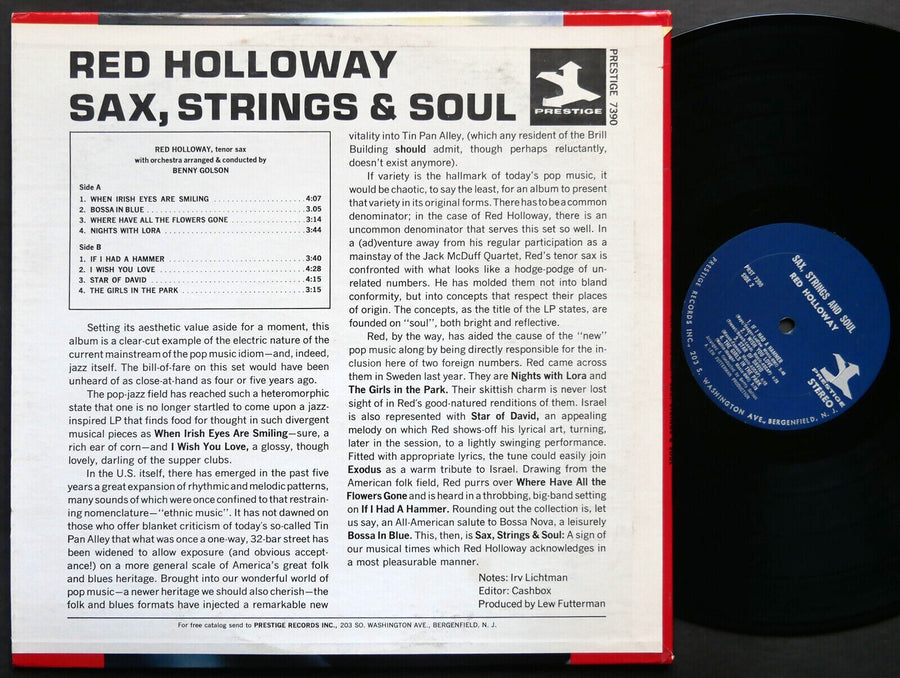 RED HOLLOWAY
SAX, STRINGS & SOUL
PRESTIGE
PRESTIGE 7390
RED HOLLOWAY, tenor sax
with orchestra arranged & conducted by
BENNY GOLSON
Side A
1. WHEN IRISH EYES ARE SMILING 4:07
2. BOSSA IN BLUE 3.05
3. WHERE HAVE ALL THE FLOWERS GONE 3:14
4. NIGHTS WITH LORA 3:44
Side B
1. IF I HAD A HAMMER 3:40
2. I WISH YOU LOVE 4:28
3. STAR OF DAVID 4:15
4. THE GIRLS IN THE PARK 3:15
Setting its aesthetic value aside for a moment, this
album is a clear-cut example of the electric nature of the
current mainstream of the pop music idiom—and, indeed,
jazz itself. The bill-of-fare on this set would have been
unheard of as close-at-hand as four or five years ago.
The pop-jazz field has reached such a heteromorphic
state that one is no longer startled to come upon a jazz-
inspired LP that finds food for thought in such divergent
musical pieces as When Irish Eyes Are Smiling—sure, a
rich ear of corn—and I Wish You Love, a glossy, though
lovely, darling of the supper clubs.
In the U.S. itself, there has emerged in the past five
years a great expansion of rhythmic and melodic patterns,
many sounds of which were once confined to that restrain-
ing nomenclature—"ethnic music". It has not dawned on
those who offer blanket criticism of today's so-called Tin
Pan Alley that what was once a one-way, 32-bar street has
been widened to allow exposure (and obvious accept-
ance!) on a more general scale of America's great folk
and blues heritage. Brought into our wonderful world of
pop music—a newer heritage we should also cherish—the
folk and blues formats have injected a remarkable new
vitality into Tin Pan Alley, (which any resident of the Brill
Building should admit, though perhaps reluctantly,
doesn't exist anymore).
If variety is the hallmark of today's pop music, it
would be chaotic, to say the least, for an album to present
that variety in its original forms. There has to be a common
denominator; in the case of Red Holloway, there is an
uncommon denominator that serves this set so well. In
a (ad)venture away from his regular participation as a
mainstay of the Jack McDuff Quartet, Red's tenor sax is
confronted with what looks like a hodge-podge of un-
related numbers. He has molded them not into bland
conformity, but into concepts that respect their places
of origin. The concepts, as the title of the LP states, are
founded on "soul", both bright and reflective.
Red, by the way, has aided the cause of the "new"
pop music along by being directly responsible for the in-
clusion here of two foreign numbers. Red came across
them in Sweden last year. They are Nights with Lora and
The Girls in the Park. Their skittish charm is never lost
sight of in Red's good-natured renditions of them. Israel
is also represented with Star of David, an appealing
melody on which Red shows-off his lyrical art, turning,
later in the session, to a lightly swinging performance.
Fitted with appropriate lyrics, the tune could easily join
Exodus as a warm tribute to Israel. Drawing from the
American folk field, Red purrs over Where Have All the
Flowers Gone and is heard in a throbbing, big-band setting
on If I Had A Hammer. Rounding out the collection is, let
us say, an All-American salute to Bossa Nova, a leisurely
Bossa In Blue. This, then, is Sax, Strings & Soul: A sign of
our musical times which Red Holloway acknowledges in
a most pleasurable manner.
Notes: Irv Lichtman
Editor: Cashbox
Produced by Lew Futterman
For free catalog send to PRESTIGE RECORDS INC., 203 SO. WASHINGTON AVE., BERGENFIELD, N. J.
SAX, STRINGS AND SOUL
RED HOLLOWAY
PRST 7390
SIDE 2
1. IF I HAD A HAMMER
PRESTIGE
STEREO
PRESTIGE RECORDS INC., 203 S. WASHINGTON AVE., BERGENFIELD, N. J.